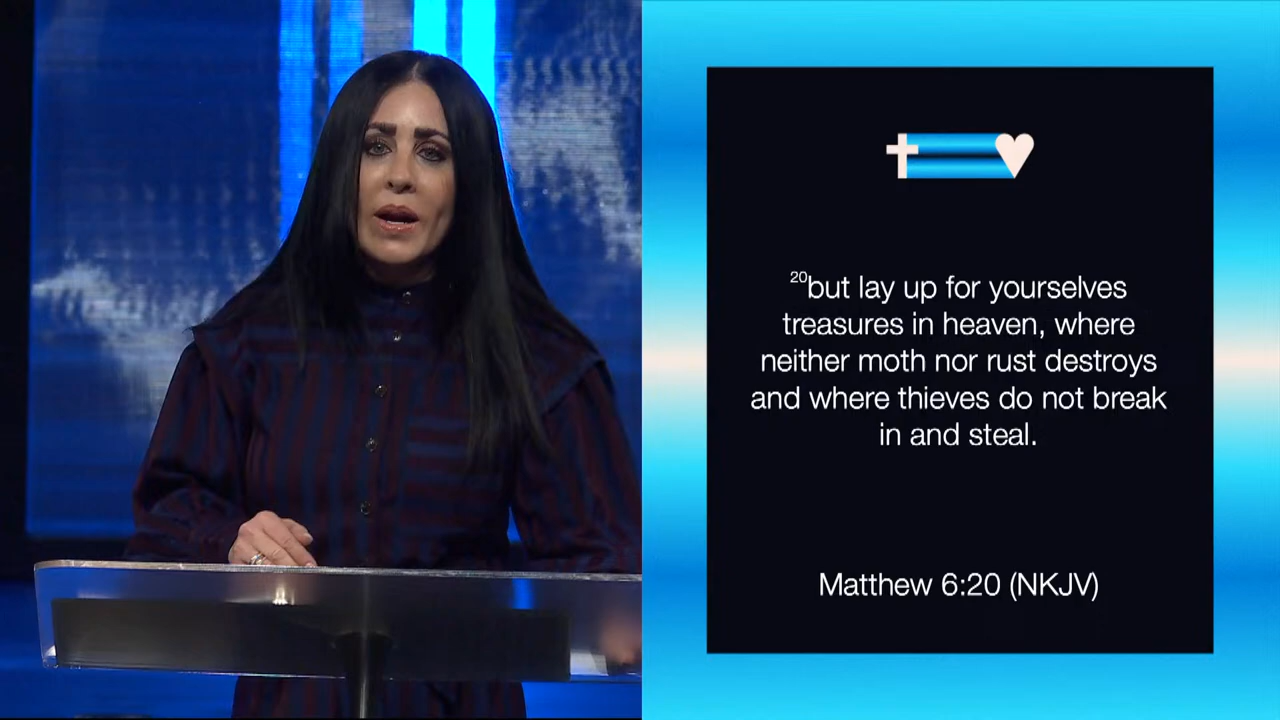 20but lay up for yourselves
treasures in heaven, where
neither moth nor rust destroys
and where thieves do not break
in and steal.
Matthew 6:20 (NKJV)